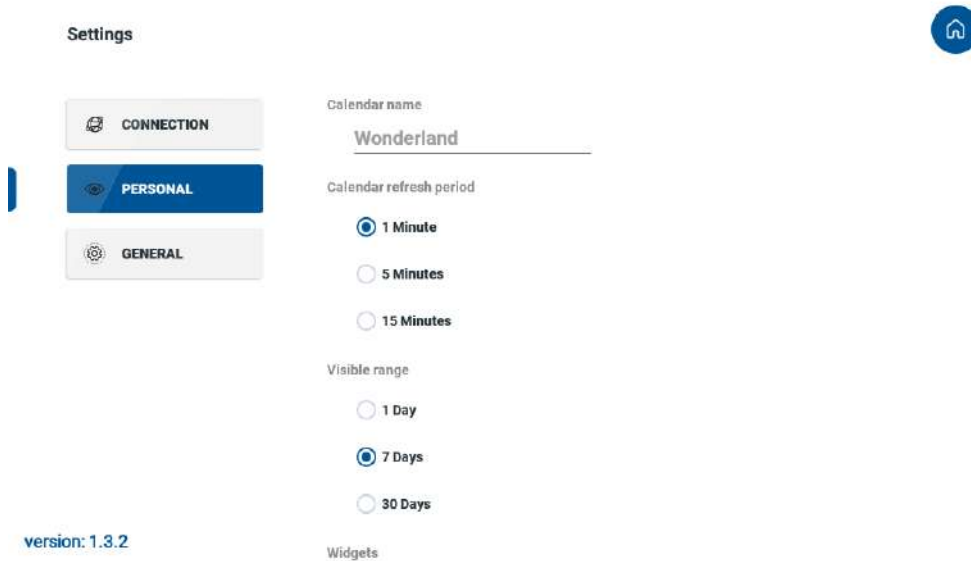 Settings
CONNECTION
PERSONAL
GENERAL
Calendar name
Wonderland
Calendar refresh period
1 Minute
5 Minutes
15 Minutes
Visible range
1 Day
7 Days
30 Days
Widgets
version: 1.3.2